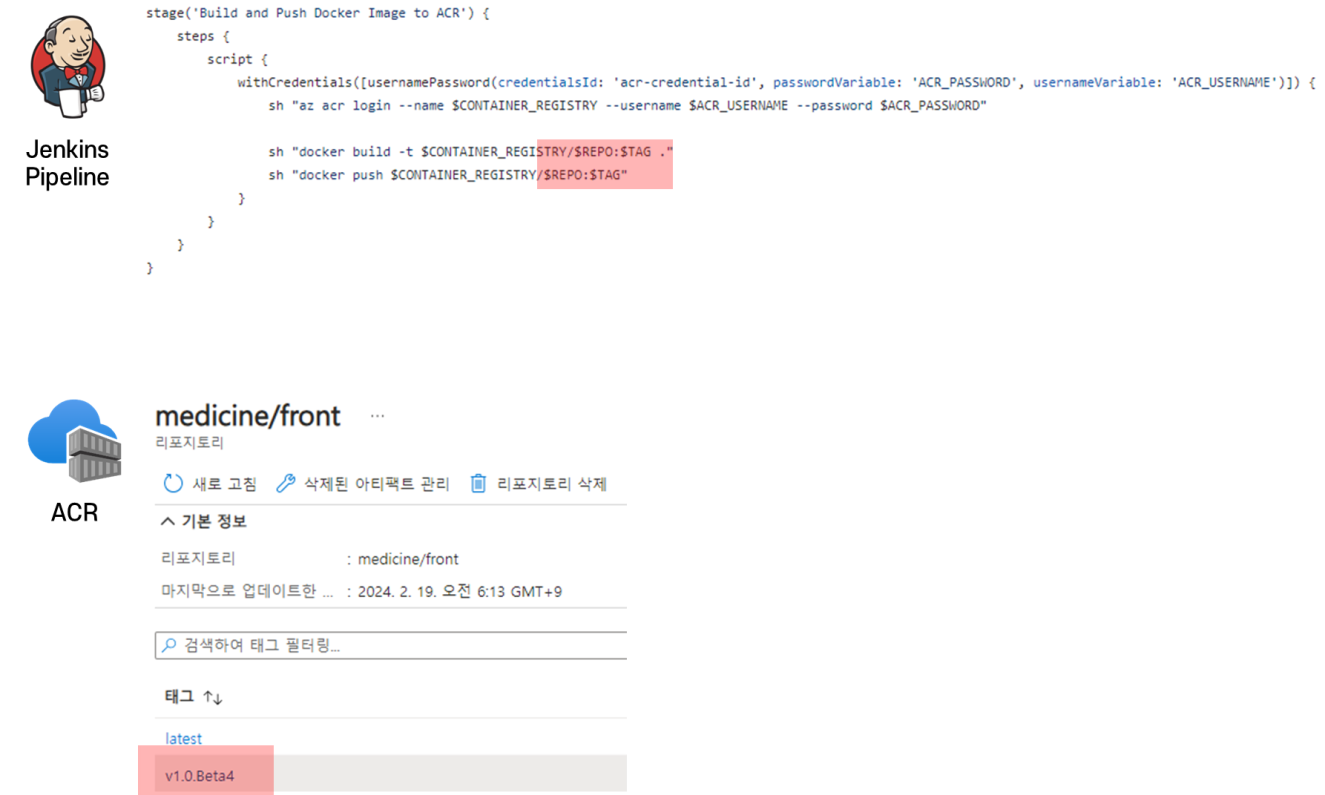 stage('Build and Push Docker Image to ACR') {
steps {
script {
withCredentials([usernamePassword(credentialsId: 'acr-credential-id', passwordVariable: 'ACR_PASSWORD', usernameVariable: 'ACR_USERNAME')]) {
sh "az acr login --name $CONTAINER_REGISTRY --username $ACR_USERNAME --password $ACR_PASSWORD"
sh "docker build -t $CONTAINER_REGISTRY/$REPO:$TAG ."
sh "docker push $CONTAINER_REGISTRY/$REPO:$TAG"
}
}
}
}
Jenkins
Pipeline
ACR
medicine/front ...
리포지토리
새로 고침 삭제된 아티팩트 관리 리포지토리 삭제
기본 정보
리포지토리 : medicine/front
마지막으로 업데이트한 ... : 2024. 2. 19. 오전 6:13 GMT+9
검색하여 태그 필터링...
태그 ↑↓
latest
v1.0.Beta4